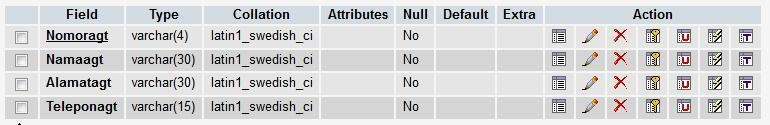 Field Type Collation Attributes Null Default Extra Action
Nomoragt varchar(4) latin1_swedish_ci No
Namaagt varchar(30) latin1_swedish_ci No
Alamatagt varchar(30) latin1_swedish_ci No
Teleponagt varchar(15) latin1_swedish_ci No